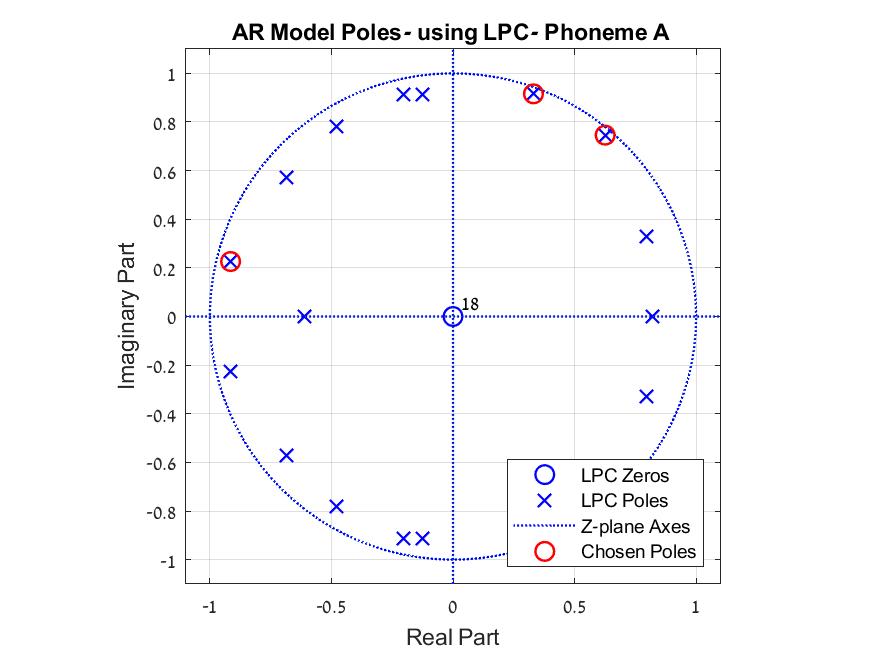 AR Model Poles- using LPC- Phoneme A
1
0.8
0.6
0.4
0.2
0
-0.2
-0.4
-0.6
-0.8
-1
Imaginary Part
18
LPC Zeros
LPC Poles
Z-plane Axes
Chosen Poles
-1 -0.5 0 0.5 1
Real Part